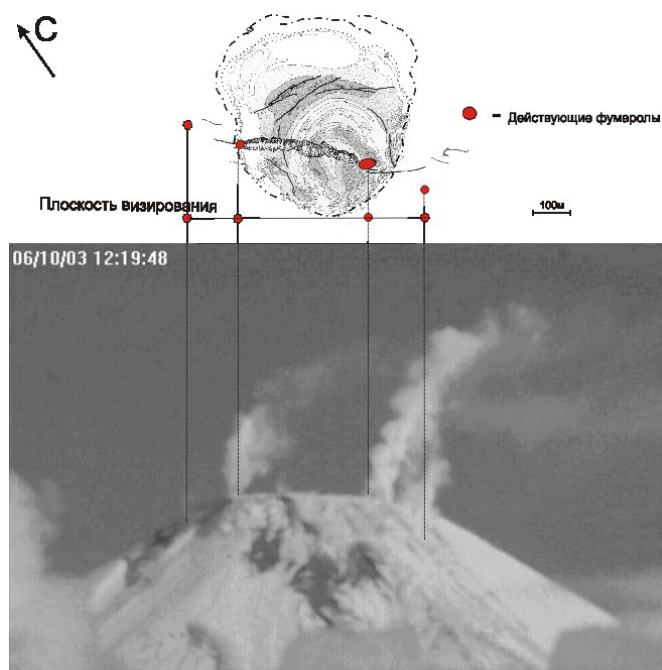 С
- Действующие фумаролы
Плоскость визирования
100м
06/10/03 12:19:48